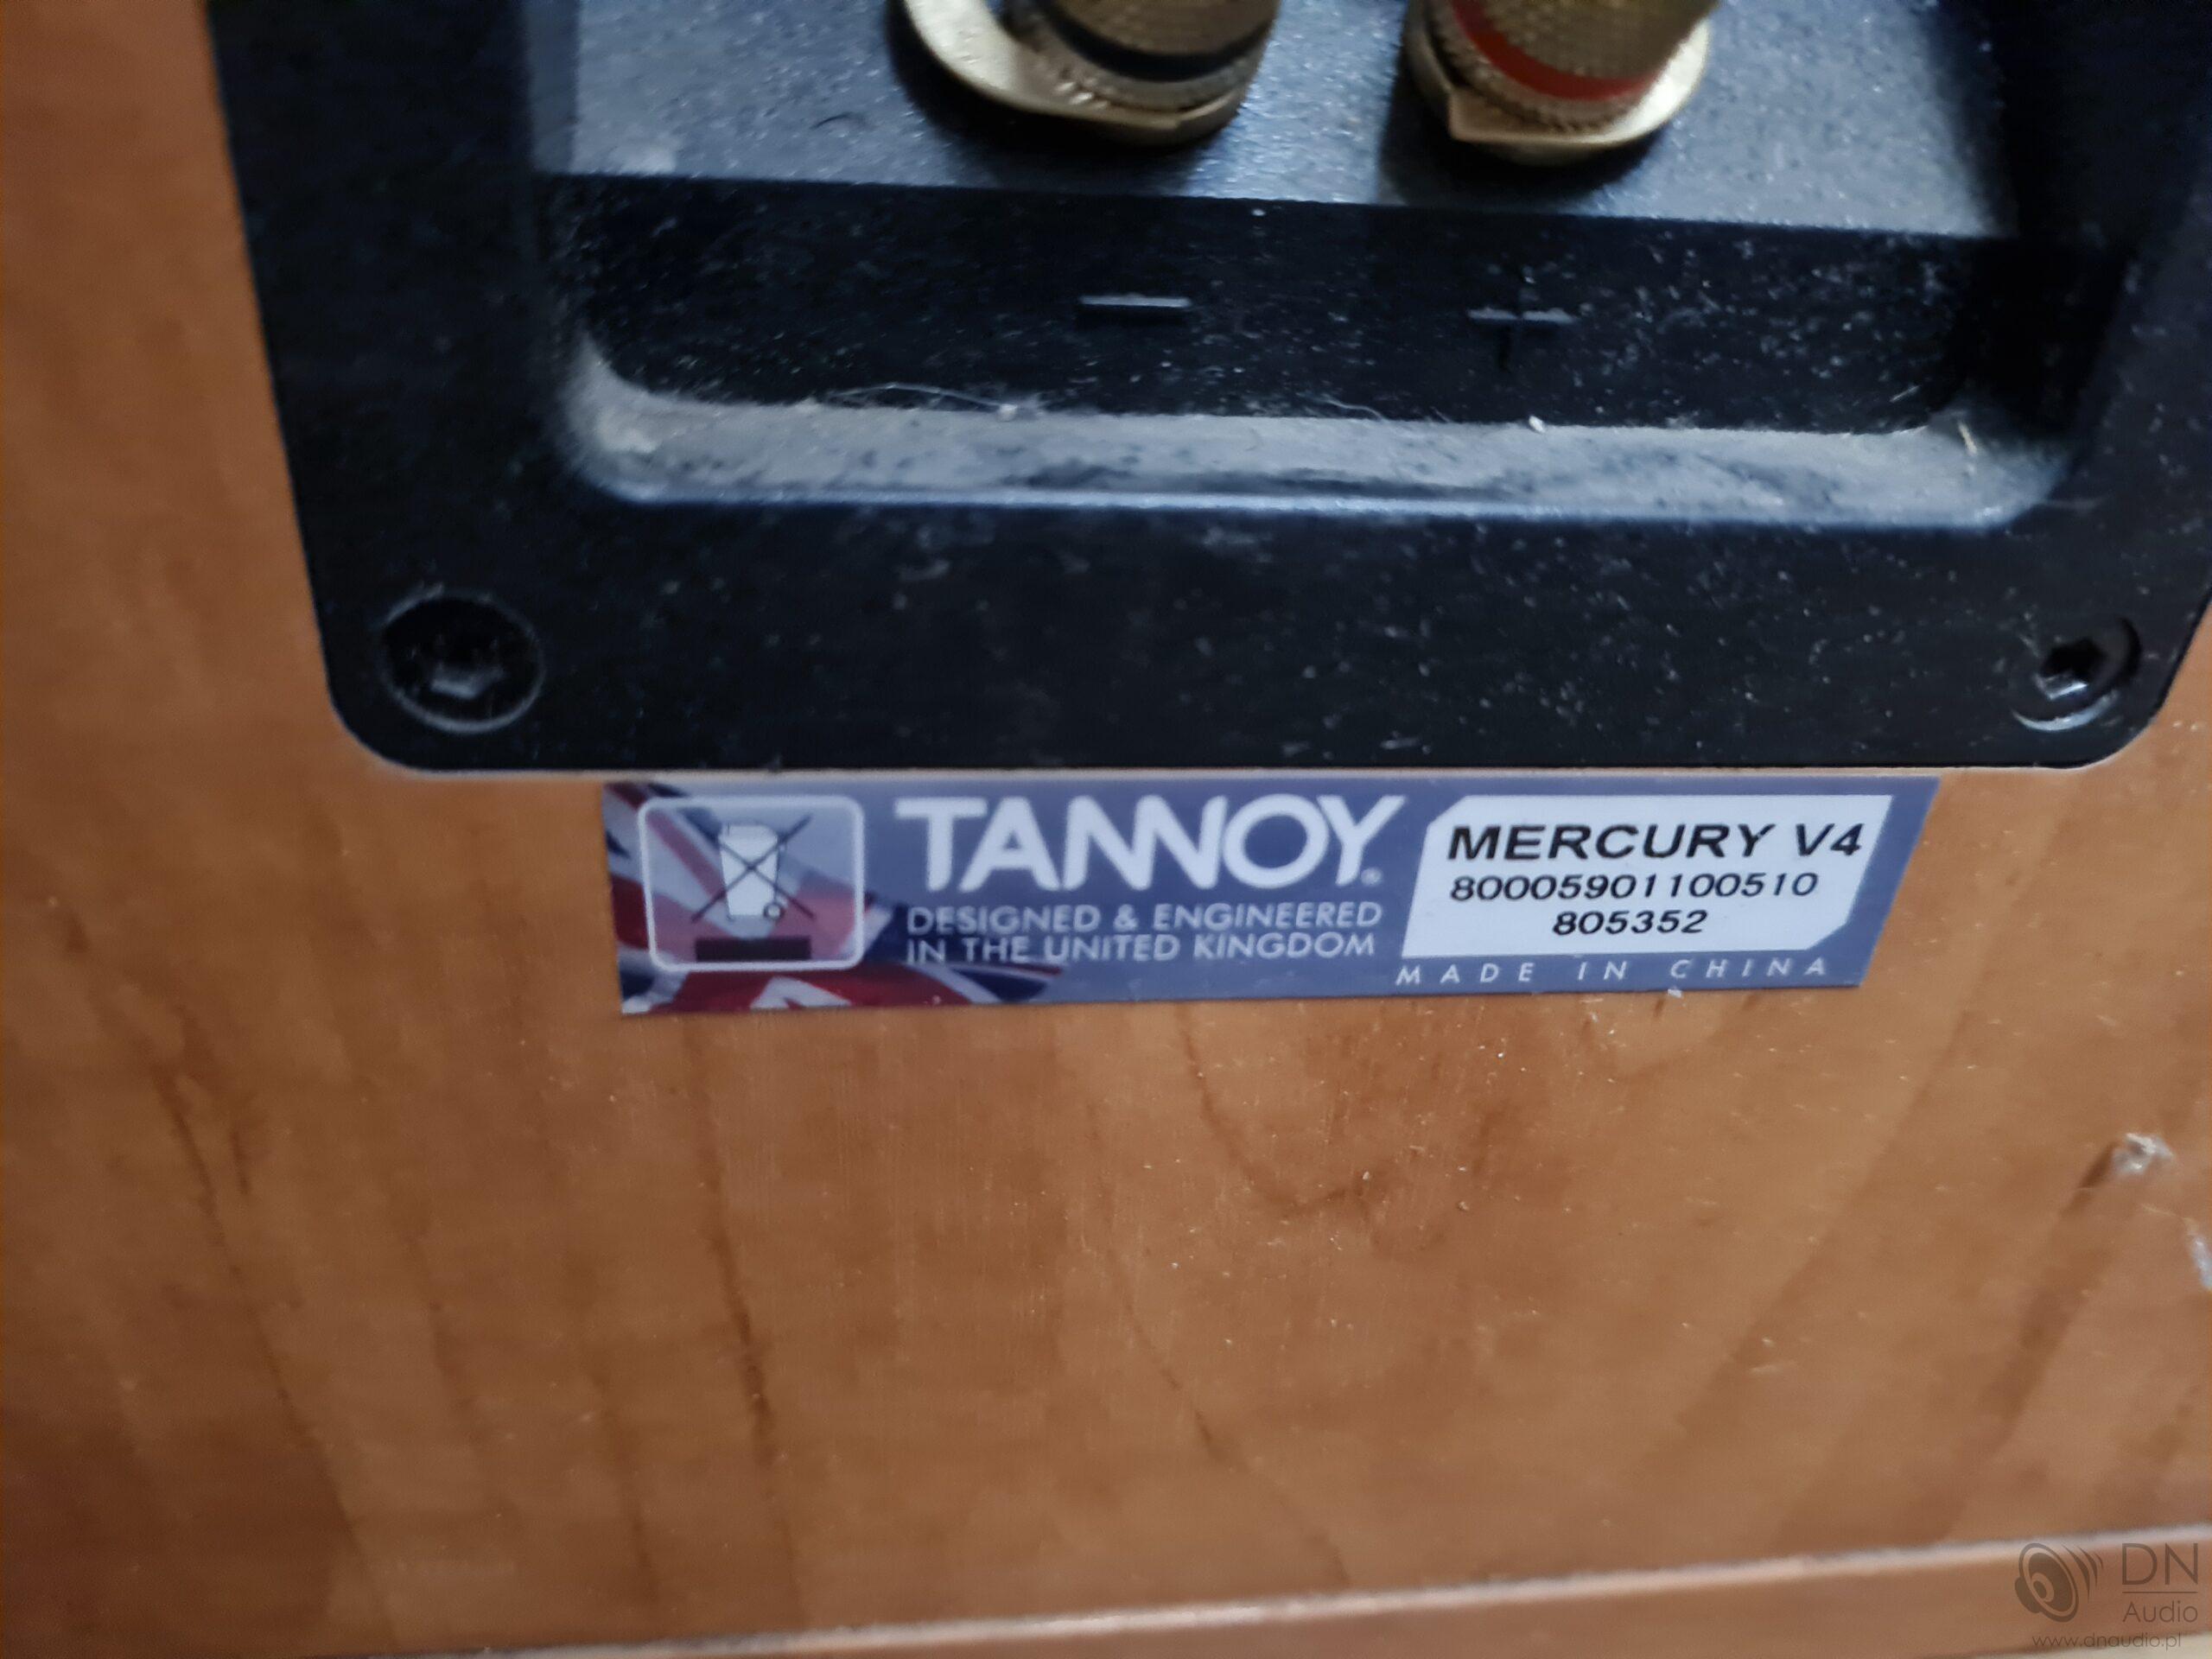 − +
TANNOY®
DESIGNED & ENGINEERED
IN THE UNITED KINGDOM
MERCURY V4
80005901100510
805352
MADE IN CHINA
DN
Audio
www.dnaudio.pl